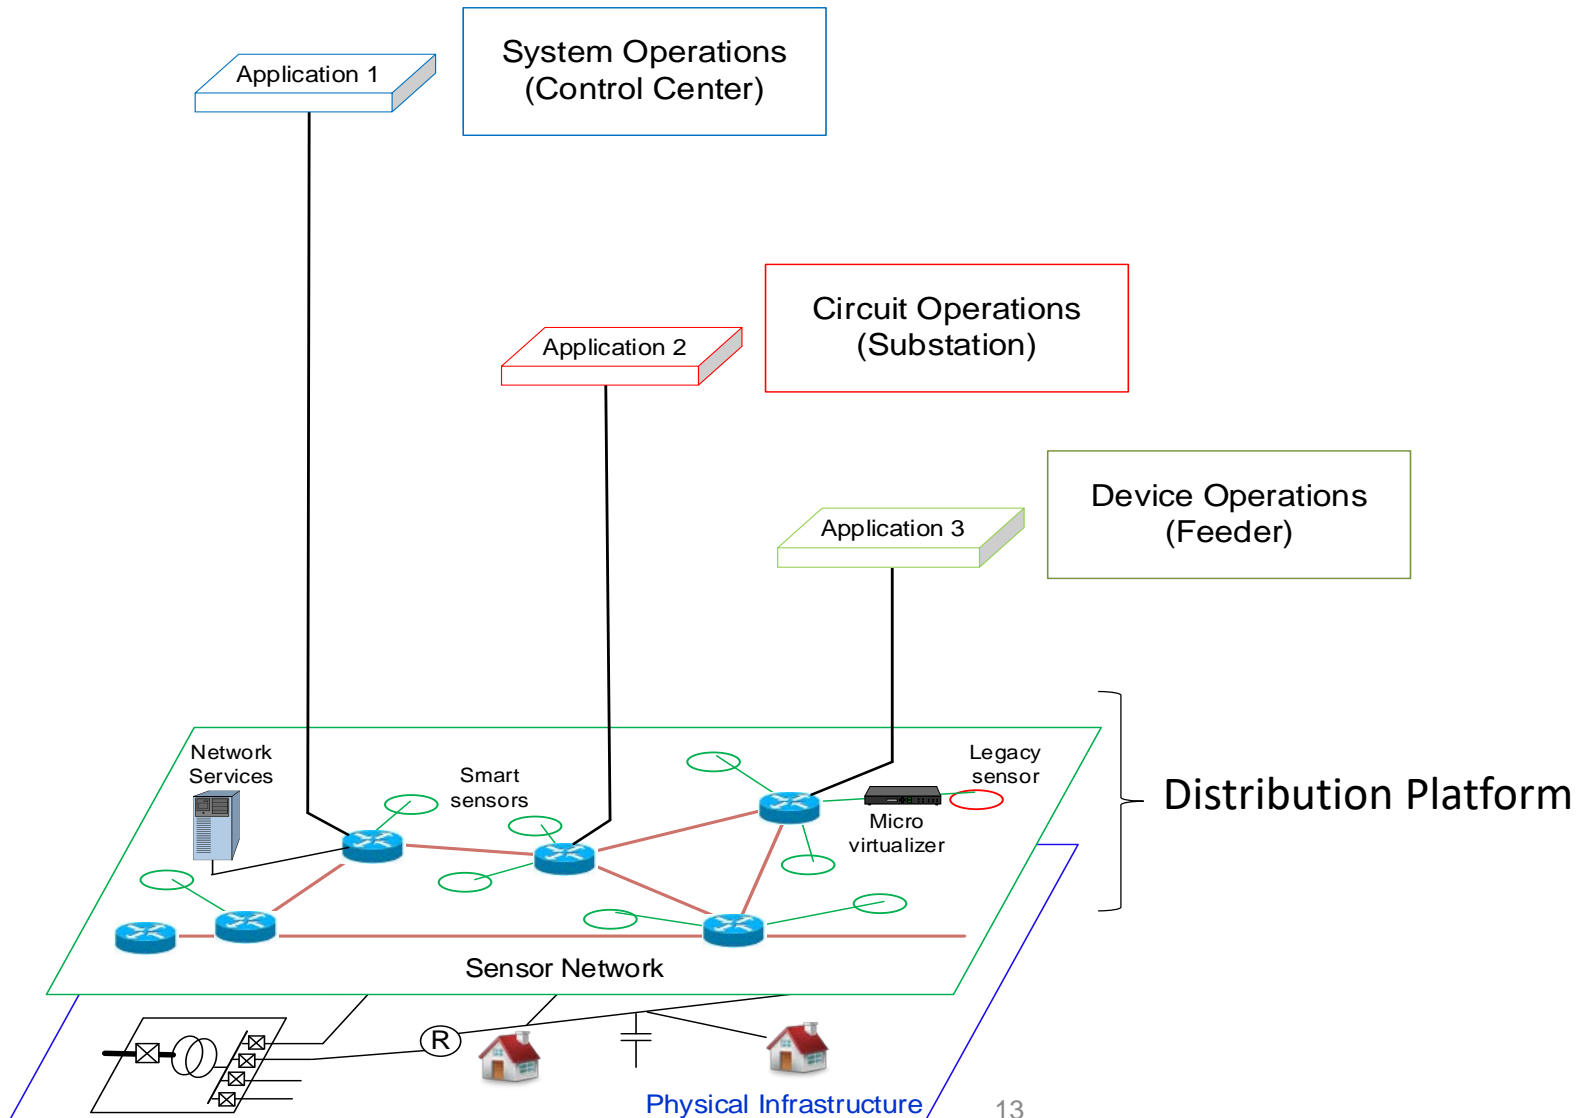 Application 1
System Operations
(Control Center)
Application 2
Circuit Operations
(Substation)
Application 3
Device Operations
(Feeder)
Network
Services
Smart
sensors
Legacy
sensor
Micro
virtualizer
Distribution Platform
Sensor Network
R
Physical Infrastructure
13